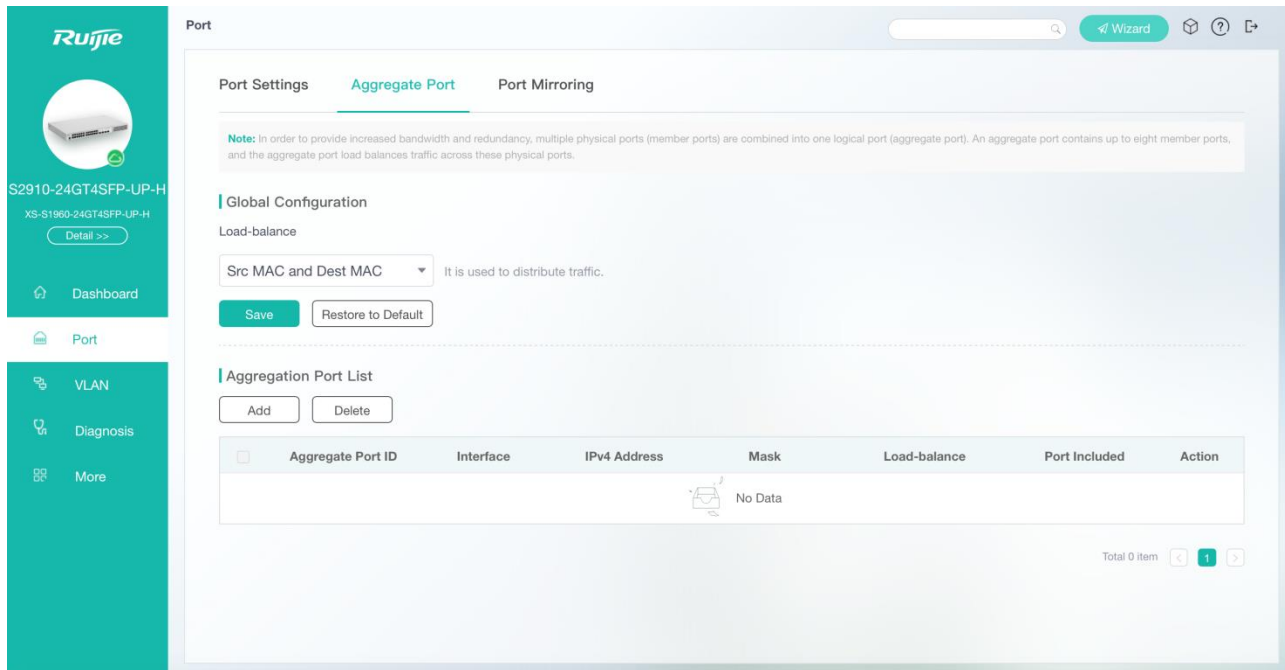 Ruijie
S2910-24GT4SFP-UP-H
XS-S1960-24GT4SFP-UP-H
Detail >>
Dashboard
Port
VLAN
Diagnosis
More
Port
Wizard
Port Settings
Aggregate Port
Port Mirroring
Note: In order to provide increased bandwidth and redundancy, multiple physical ports (member ports) are combined into one logical port (aggregate port). An aggregate port contains up to eight member ports,
and the aggregate port load balances traffic across these physical ports.
Global Configuration
Load-balance
Src MAC and Dest MAC
It is used to distribute traffic.
Save
Restore to Default
Aggregation Port List
Add
Delete
Aggregate Port ID Interface IPv4 Address Mask Load-balance Port Included Action
No Data
Total 0 item < 1 >